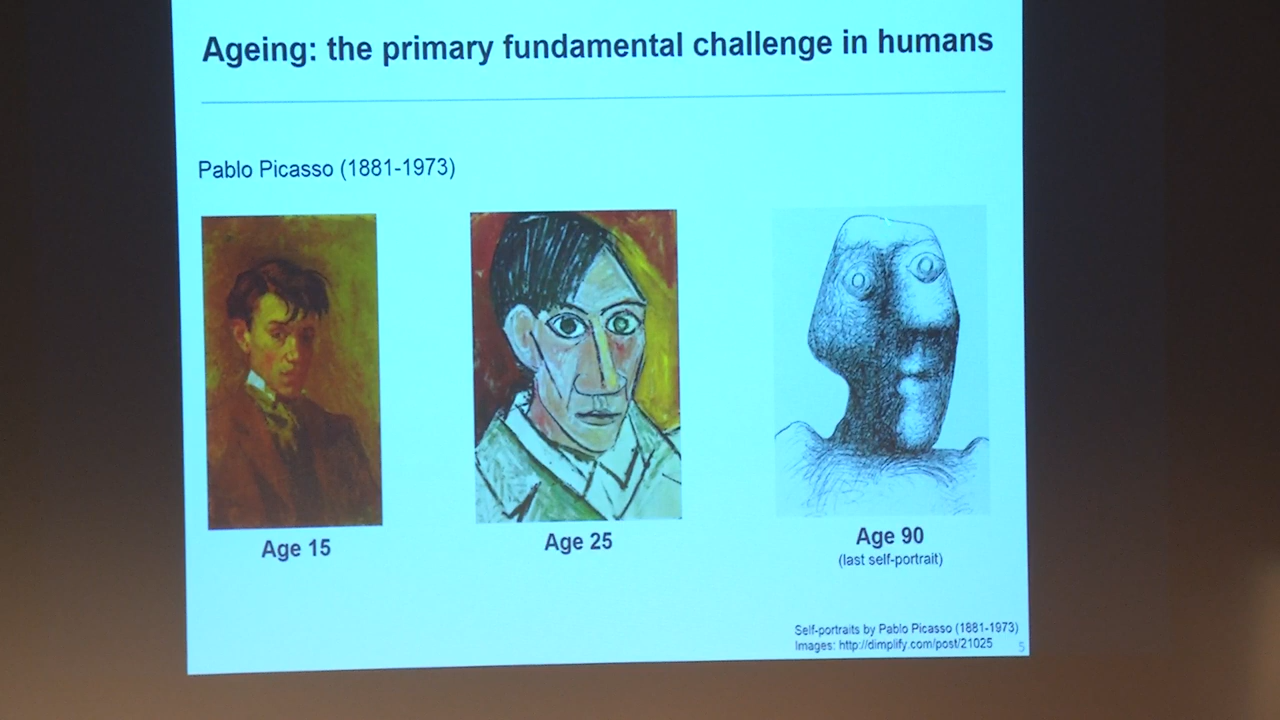 Ageing: the primary fundamental challenge in humans
Pablo Picasso (1881-1973)
Age 15
Age 25
Age 90
(last self-portrait)
Self-portraits by Pablo Picasso (1881-1973)
Images: http://dimplify.com/post/21025
5